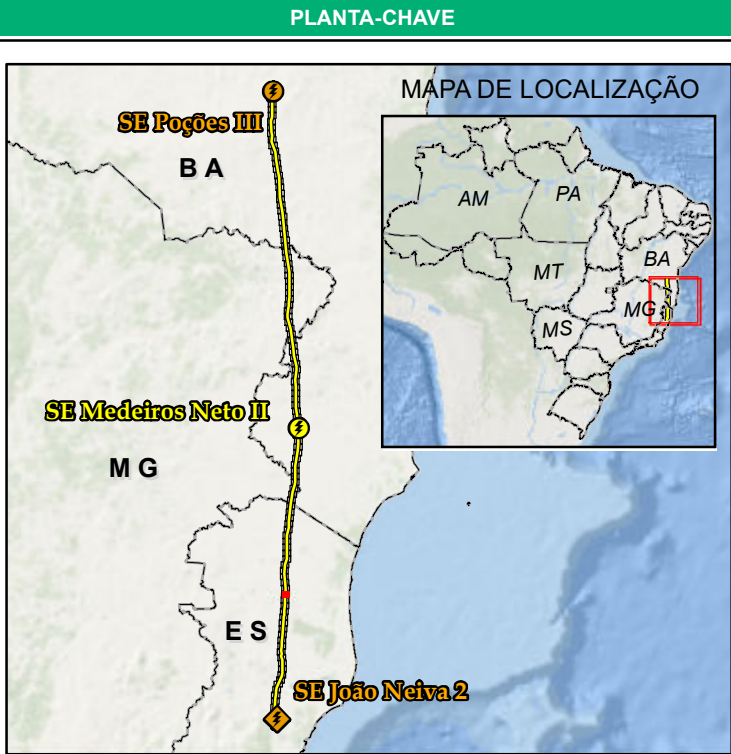 PLANTA-CHAVE
MAPA DE LOCALIZAÇÃO
SE Poções III
B A
AM
PA
BA
MT
MG
MS
SE Medeiros Neto II
M G
E S
SE João Neiva 2